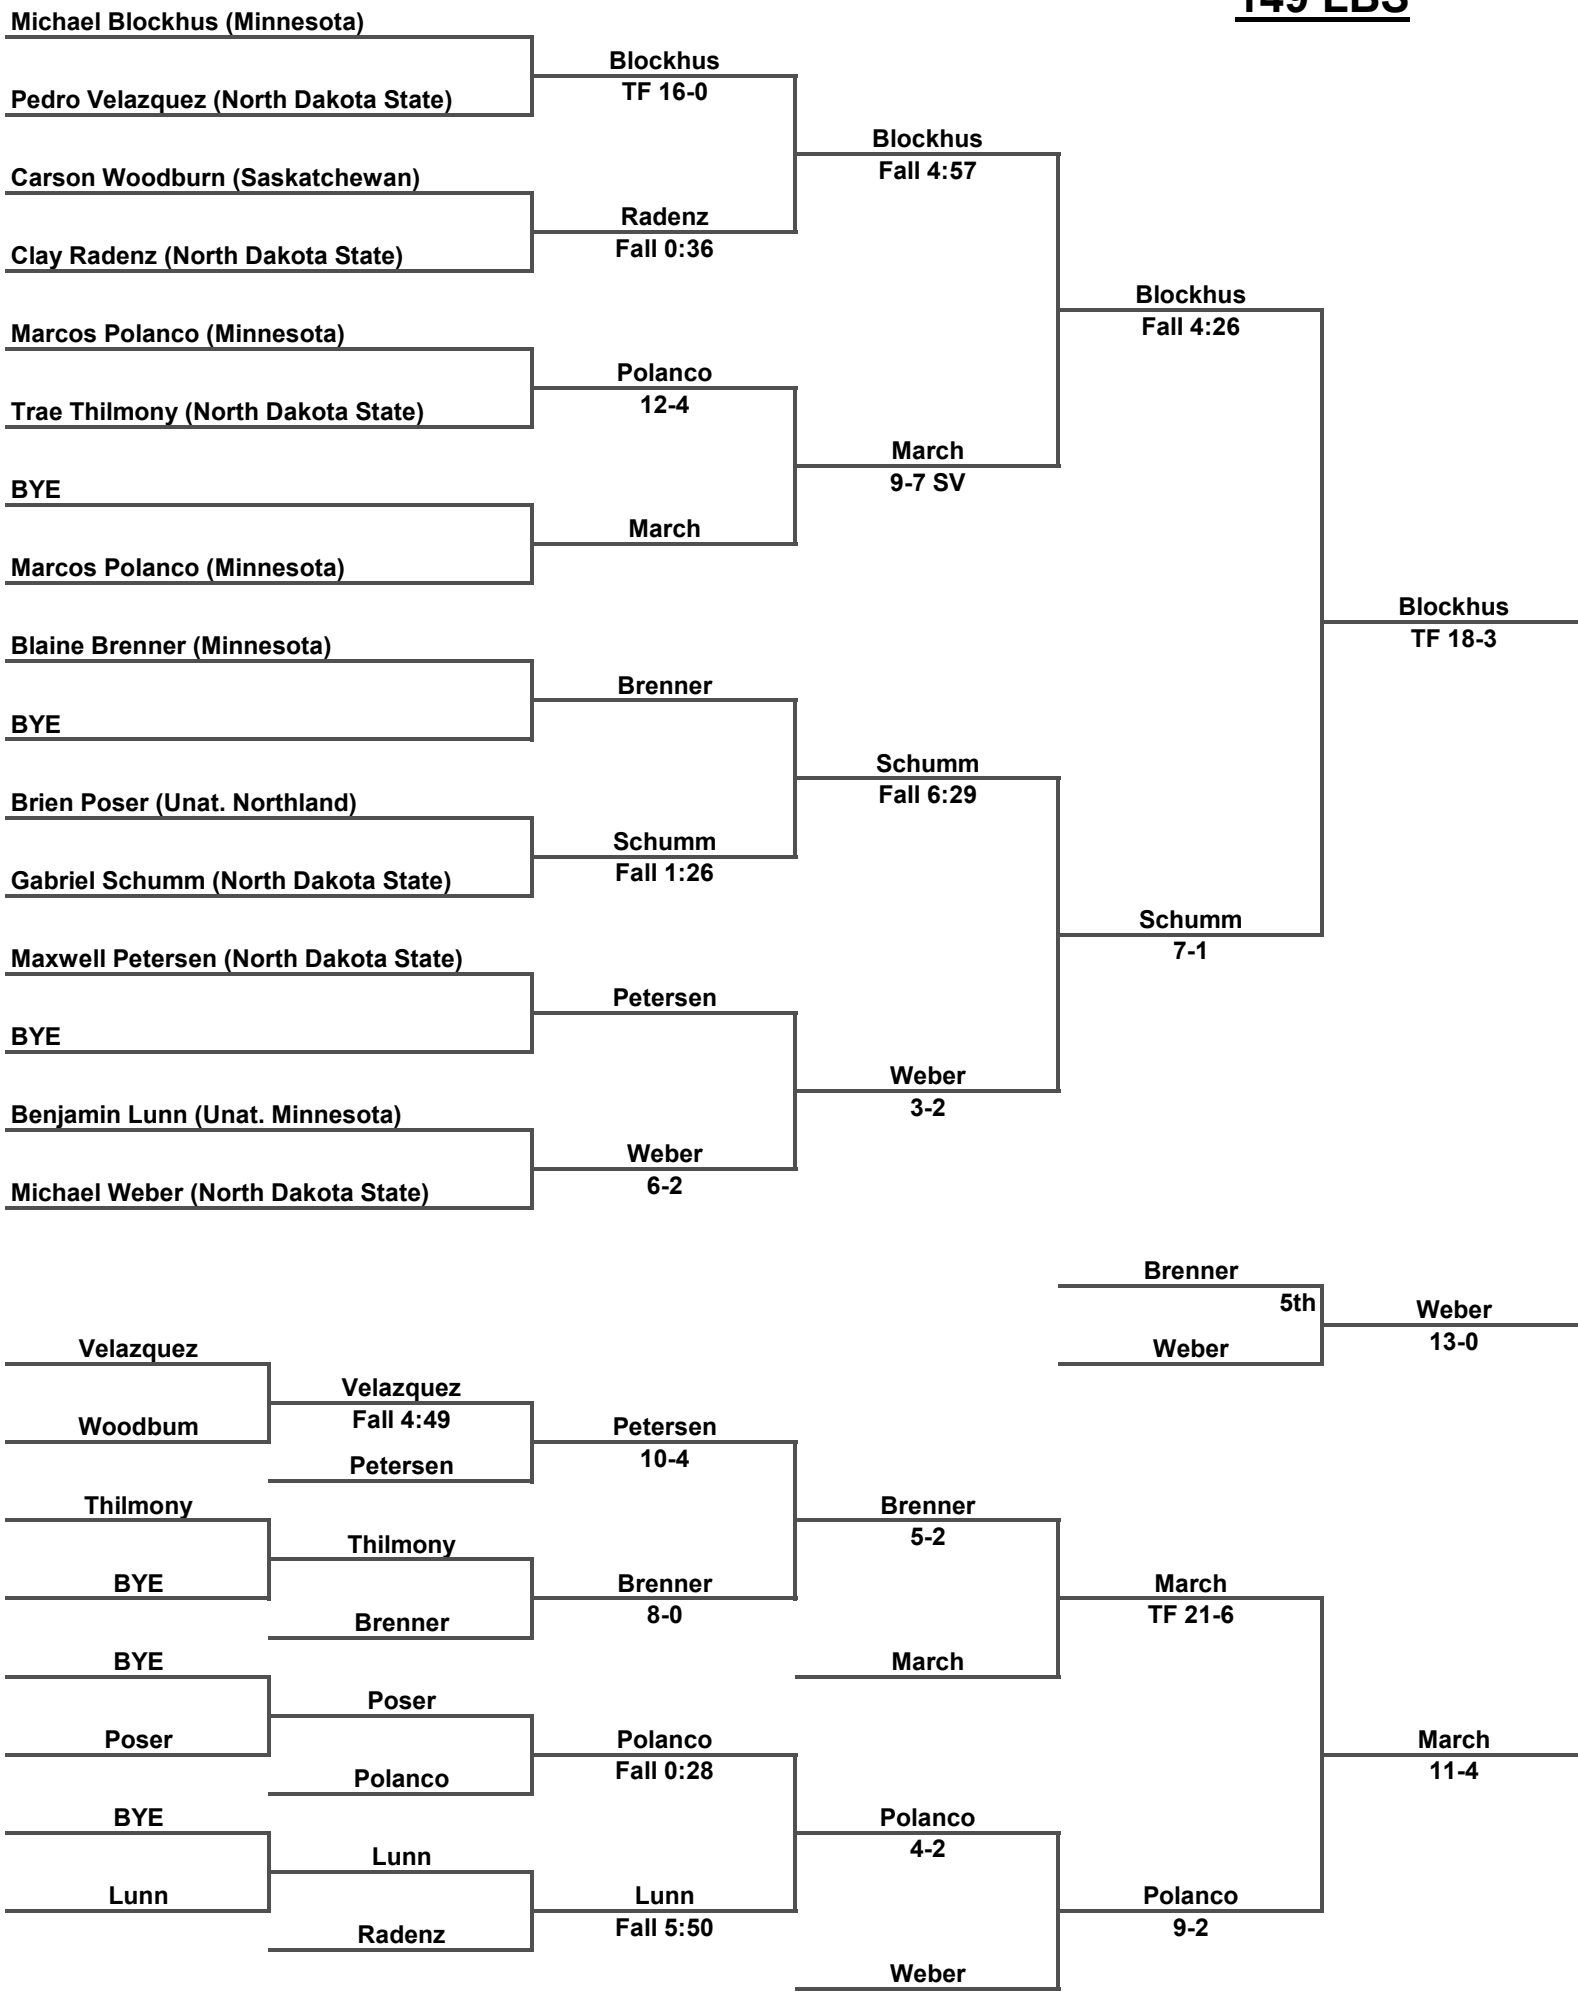 149 LBS
Michael Blockhus (Minnesota)
Blockhus
TF 16-0
Pedro Velazquez (North Dakota State)
Blockhus
Fall 4:57
Carson Woodburn (Saskatchewan)
Radenz
Fall 0:36
Clay Radenz (North Dakota State)
Blockhus
Fall 4:26
Marcos Polanco (Minnesota)
Polanco
12-4
Trae Thilmony (North Dakota State)
March
9-7 SV
BYE
March
Marcos Polanco (Minnesota)
Blockhus
TF 18-3
Blaine Brenner (Minnesota)
Brenner
BYE
Schumm
Fall 6:29
Brien Poser (Unat. Northland)
Schumm
Fall 1:26
Gabriel Schumm (North Dakota State)
Schumm
7-1
Maxwell Petersen (North Dakota State)
Petersen
BYE
Weber
3-2
Benjamin Lunn (Unat. Minnesota)
Weber
6-2
Michael Weber (North Dakota State)
Brenner
5th
Weber
13-0
Weber
Velazquez
Velazquez
Fall 4:49
Woodbum
Petersen
10-4
Petersen
Thilmony
Brenner
5-2
Thilmony
BYE
Brenner
8-0
March
TF 21-6
Brenner
BYE
March
Poser
Poser
Polanco
Fall 0:28
March
11-4
Polanco
BYE
Polanco
4-2
Lunn
Lunn
Lunn
Fall 5:50
Polanco
9-2
Radenz
Weber